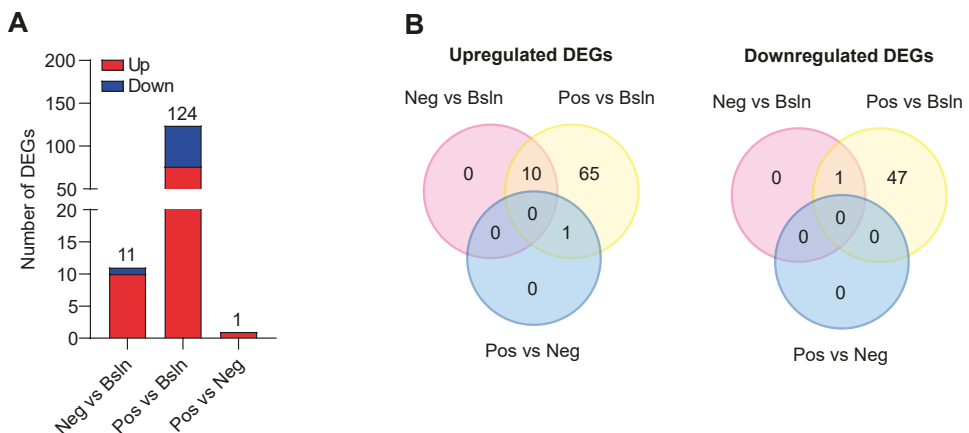 A
Number of DEGs
200
150
100
50
20
15
10
5
0
Up
Down
11
124
1
Neg vs Bsln
Pos vs Bsln
Pos vs Neg
B
Upregulated DEGs
Neg vs Bsln
Pos vs Bsln
0
10
65
0
0
1
0
Pos vs Neg
Downregulated DEGs
Neg vs Bsln
Pos vs Bsln
0
1
47
0
0
0
0
Pos vs Neg